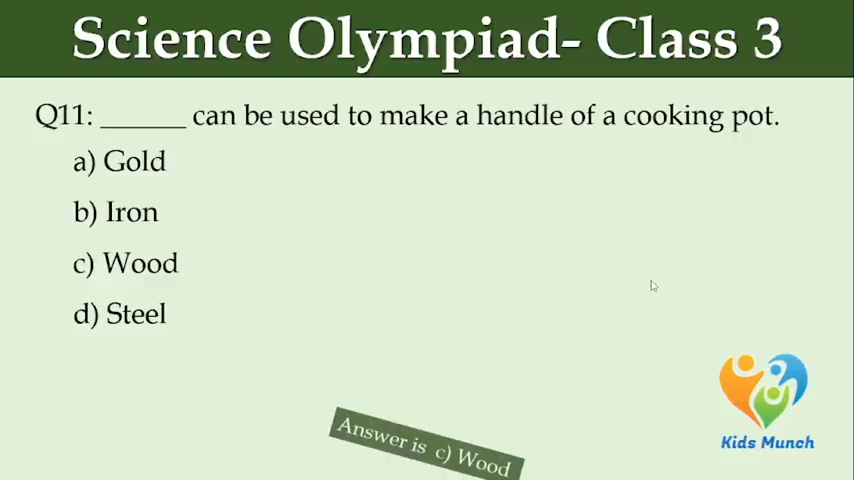 Science Olympiad- Class 3
Q11: ______ can be used to make a handle of a cooking pot.
a) Gold
b) Iron
c) Wood
d) Steel
Kids Munch
Answer is c) Wood